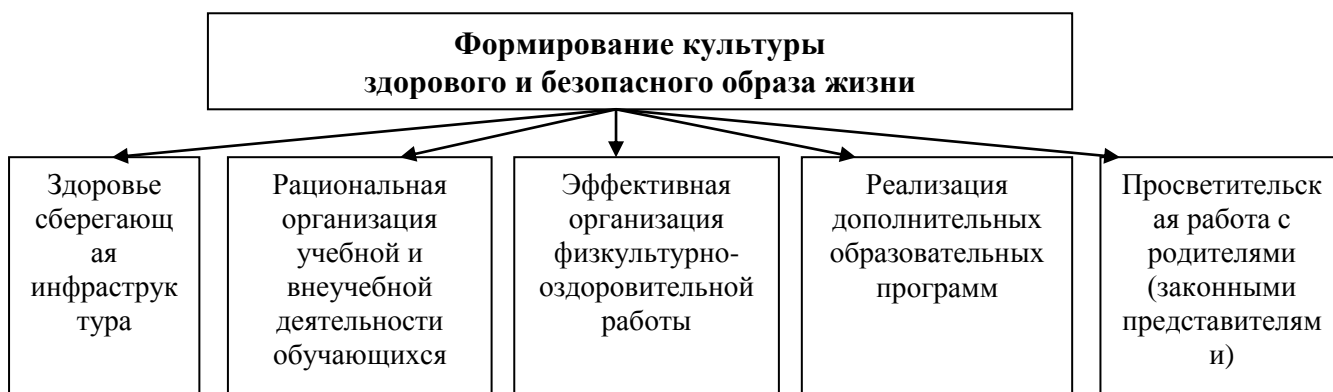 Формирование культуры
здорового и безопасного образа жизни
Здоровье
сберегающ
ая
инфраструк
тура
Рациональная
организация
учебной и
внеучебной
деятельности
обучающихся
Эффективная
организация
физкультурно-
оздоровительной
работы
Реализация
дополнительных
образовательных
программ
Просветительск
ая работа с
родителями
(законными
представителям
и)